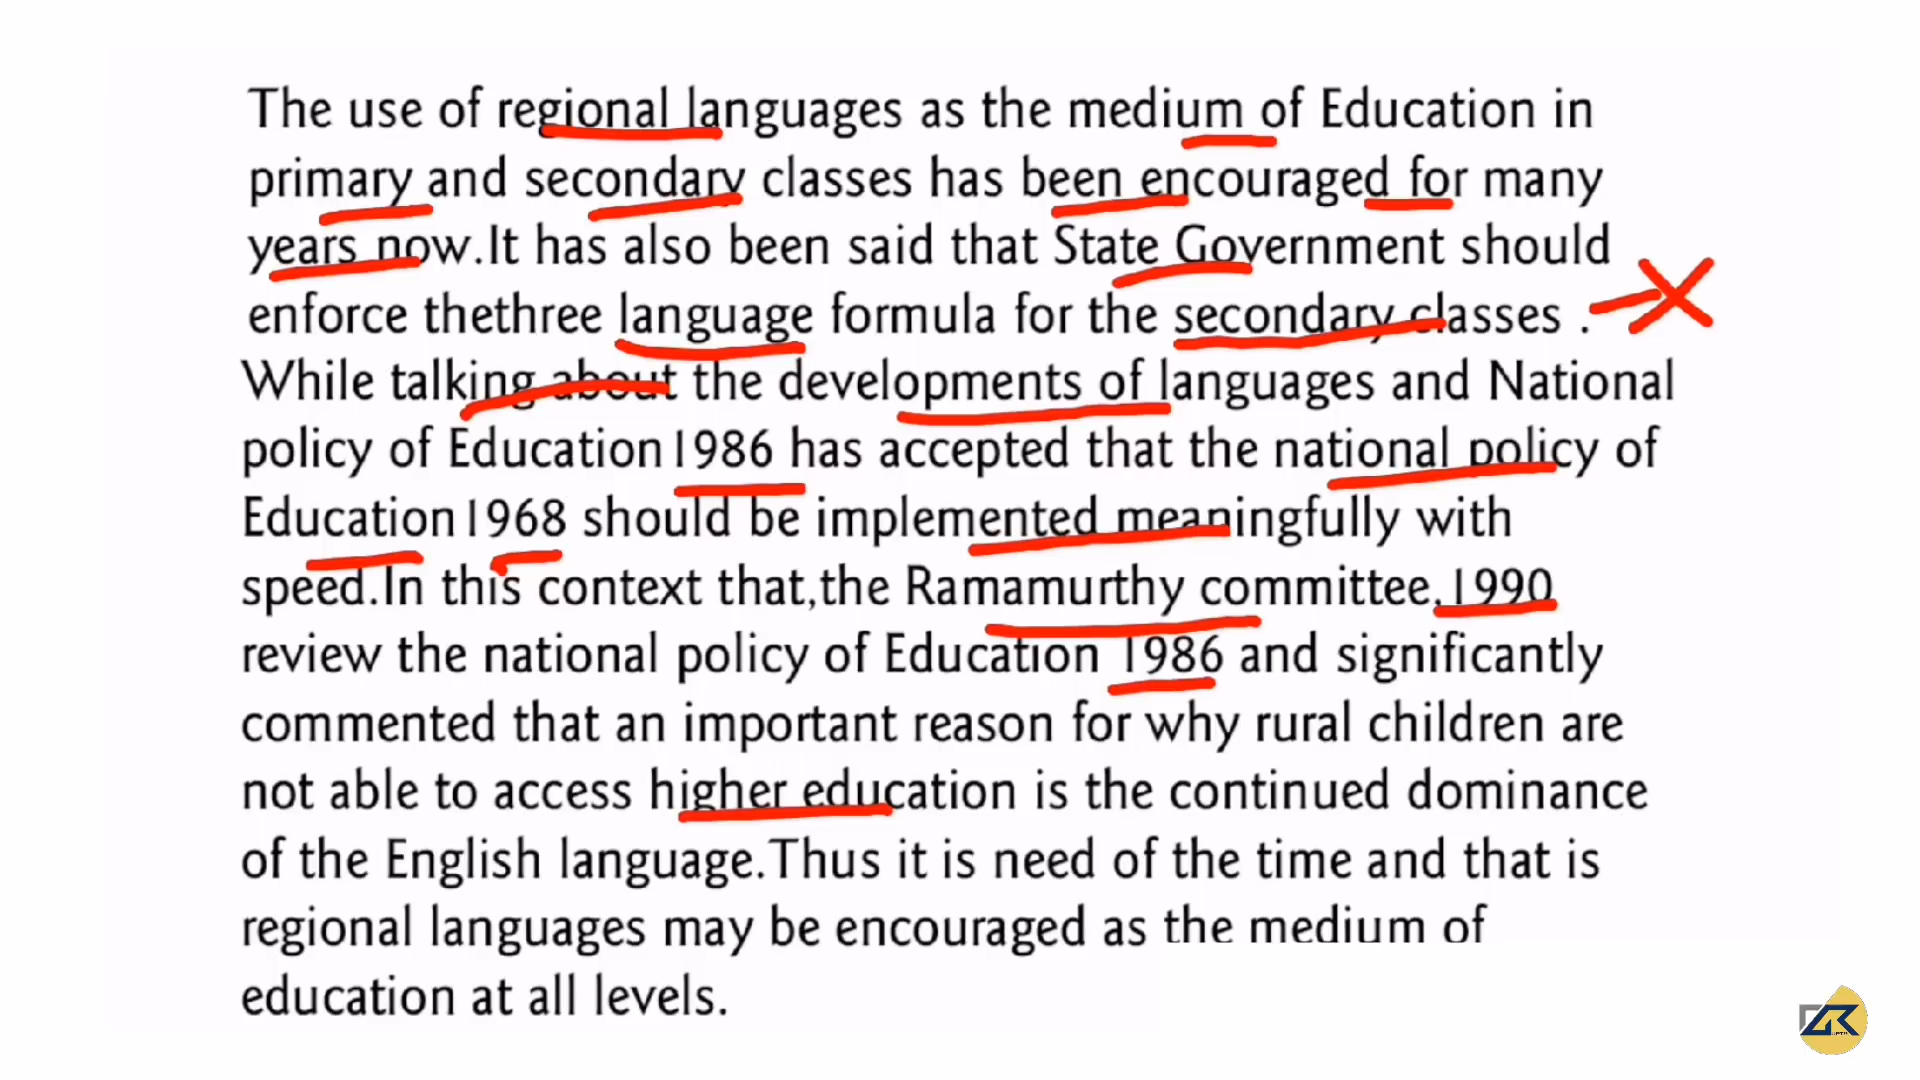 The use of regional languages as the medium of Education in
primary and secondary classes has been encouraged for many
years now.It has also been said that State Government should
enforce thethree language formula for the secondary classes .
While talking about the developments of languages and National
policy of Education1986 has accepted that the national policy of
Education1968 should be implemented meaningfully with
speed.In this context that,the Ramamurthy committee,1990
review the national policy of Education 1986 and significantly
commented that an important reason for why rural children are
not able to access higher education is the continued dominance
of the English language.Thus it is need of the time and that is
regional languages may be encouraged as the medium of
education at all levels.